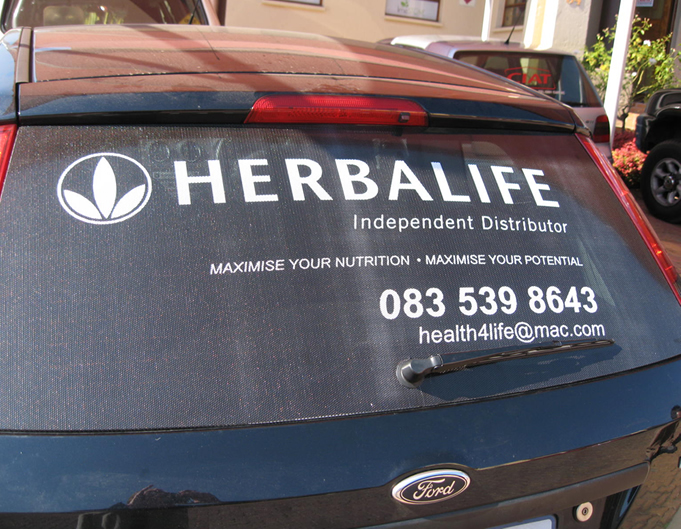 HERBALIFE
Independent Distributor
MAXIMISE YOUR NUTRITION • MAXIMISE YOUR POTENTIAL
083 539 8643
health4life@mac.com
Ford